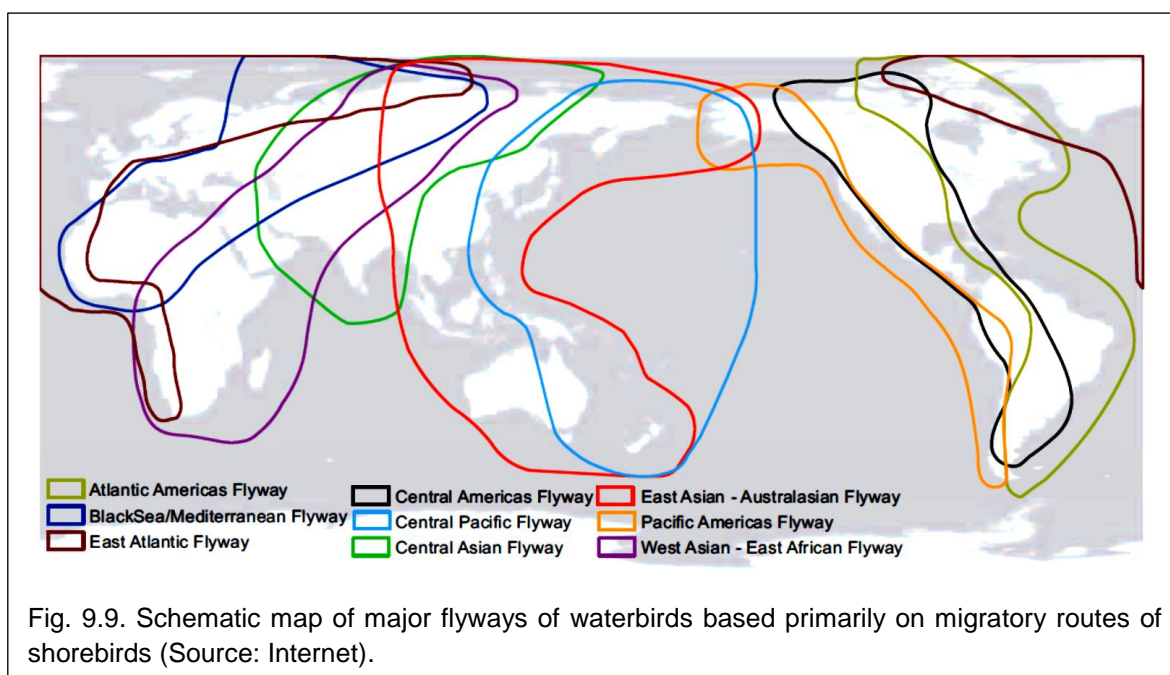 Atlantic Americas Flyway
BlackSea/Mediterranean Flyway
East Atlantic Flyway
Central Americas Flyway
Central Pacific Flyway
Central Asian Flyway
East Asian - Australasian Flyway
Pacific Americas Flyway
West Asian - East African Flyway
Fig. 9.9. Schematic map of major flyways of waterbirds based primarily on migratory routes of
shorebirds (Source: Internet).